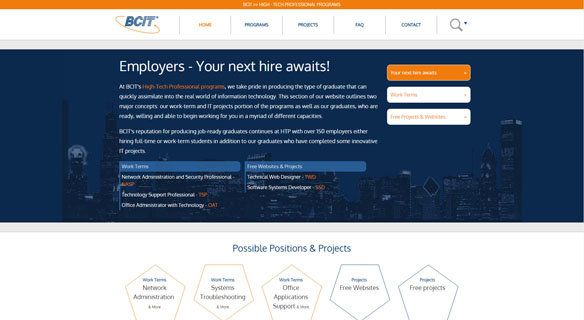 BCIT >> HIGH - TECH PROFESSIONAL PROGRAMS
BCIT
HOME PROGRAMS PROJECTS FAQ CONTACT
Employers - Your next hire awaits!
At BCIT's High-Tech Professional programs, we take pride in producing the type of graduate that can
quickly assimilate into the real world of information technology. This section of our website outlines two
major concepts: our work-term and IT projects portion of the programs as well as our graduates, who are
ready, willing and able to begin working for you in a myriad of different capacities.
BCIT's reputation for producing job-ready graduates continues at HTP with over 150 employers either
hiring full-time or work-term students in addition to our graduates who have completed some innovative
IT projects.
Your next hire awaits
Work Terms
Free Projects & Websites
Work Terms
Network Administration and Security Professional -
NASP
Technology Support Professional - TSP
Office Administrator with Technology - OAT
Free Websites & Projects
Technical Web Designer - TWD
Software Systems Developer - SSD
Possible Positions & Projects
Work Terms
Network
Administration
& More
Work Terms
Systems
Troubleshooting
& More
Work Terms
Office
Applications
Support & More
Projects
Free Websites
Projects
Free projects